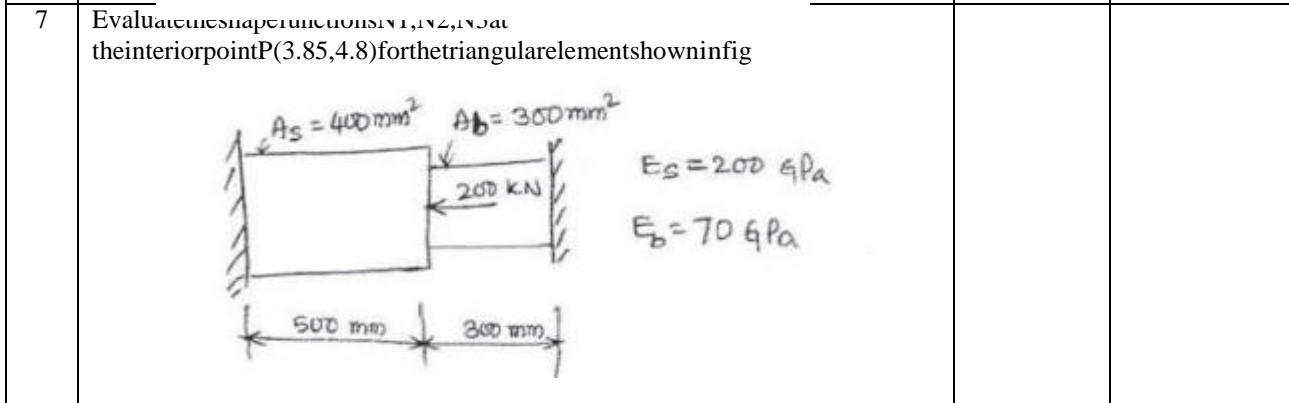 7
EvaluatetheshapefunctionsN1,N2,N3at
theinteriorpointP(3.85,4.8)forthetriangularelementshowninfig
As = 400 mm² Ab = 300 mm²
Es = 200 GPa
200 KN
Eb = 70 GPa
500 mm 300 mm